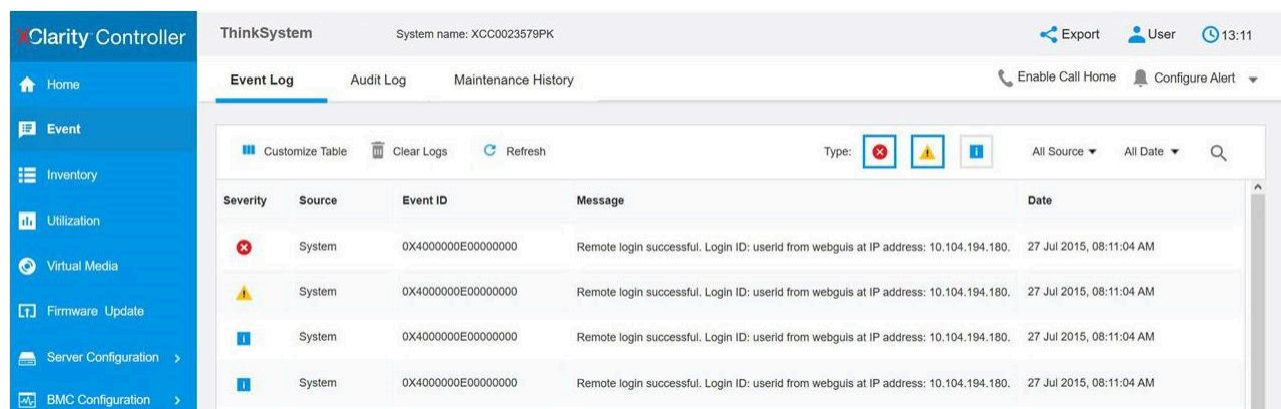 XClarity Controller
ThinkSystem System name: XCC0023579PK Export User 13:11
Home
Event Log Audit Log Maintenance History Enable Call Home Configure Alert
Event
Customize Table Clear Logs Refresh Type: All Source All Date
Inventory
Severity Source Event ID Message Date
Utilization
System 0X4000000E00000000 Remote login successful. Login ID: userid from webguis at IP address: 10.104.194.180. 27 Jul 2015, 08:11:04 AM
Virtual Media
System 0X4000000E00000000 Remote login successful. Login ID: userid from webguis at IP address: 10.104.194.180. 27 Jul 2015, 08:11:04 AM
Firmware Update
System 0X4000000E00000000 Remote login successful. Login ID: userid from webguis at IP address: 10.104.194.180. 27 Jul 2015, 08:11:04 AM
Server Configuration
System 0X4000000E00000000 Remote login successful. Login ID: userid from webguis at IP address: 10.104.194.180. 27 Jul 2015, 08:11:04 AM
BMC Configuration